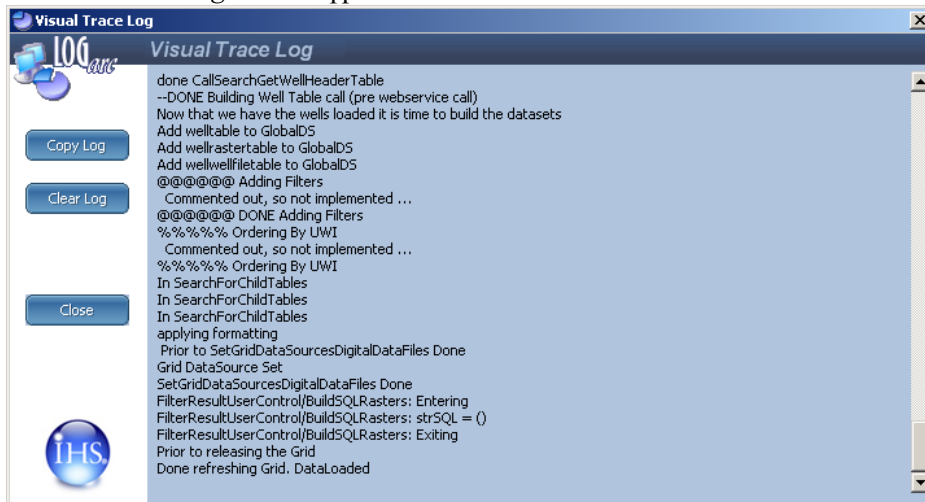 Visual Trace Log
LOGarc
Visual Trace Log
done CallSearchGetWellHeaderTable
--DONE Building Well Table call (pre webservice call)
Now that we have the wells loaded it is time to build the datasets
Add welltable to GlobalDS
Copy Log
Add wellrastertable to GlobalDS
Add wellwellfiletable to GlobalDS
@@@@@@ Adding Filters
Clear Log
Commented out, so not implemented ...
@@@@@@ DONE Adding Filters
%%%%% Ordering By UWI
Commented out, so not implemented ...
%%%%% Ordering By UWI
In SearchForChildTables
In SearchForChildTables
Close
In SearchForChildTables
applying formatting
Prior to SetGridDataSourcesDigitalDataFiles Done
Grid DataSource Set
SetGridDataSourcesDigitalDataFiles Done
FilterResultUserControl/BuildSQLRasters: Entering
FilterResultUserControl/BuildSQLRasters: strSQL = ()
FilterResultUserControl/BuildSQLRasters: Exiting
IHS
Prior to releasing the Grid
Done refreshing Grid. DataLoaded